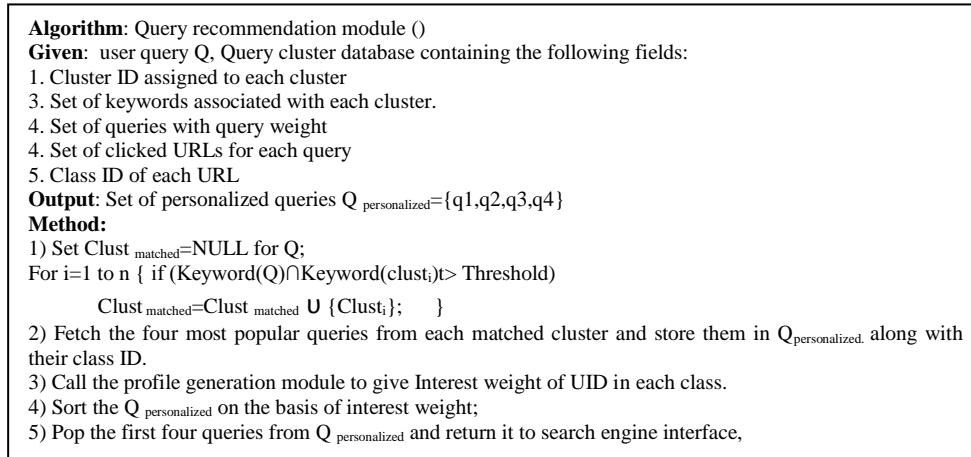 Algorithm: Query recommendation module ()
Given:  user query Q, Query cluster database containing the following fields:
1. Cluster ID assigned to each cluster
3. Set of keywords associated with each cluster.
4. Set of queries with query weight
4. Set of clicked URLs for each query
5. Class ID of each URL
Output: Set of personalized queries Q personalized={q1,q2,q3,q4}
Method:
1) Set Clust matched=NULL for Q;
For i=1 to n { if (Keyword(Q)∩Keyword(clusti)t> Threshold)
Clust matched=Clust matched ∪ {Clusti};    }
2) Fetch the four most popular queries from each matched cluster and store them in Qpersonalized. along with
their class ID.
3) Call the profile generation module to give Interest weight of UID in each class.
4) Sort the Q personalized on the basis of interest weight;
5) Pop the first four queries from Q personalized and return it to search engine interface,